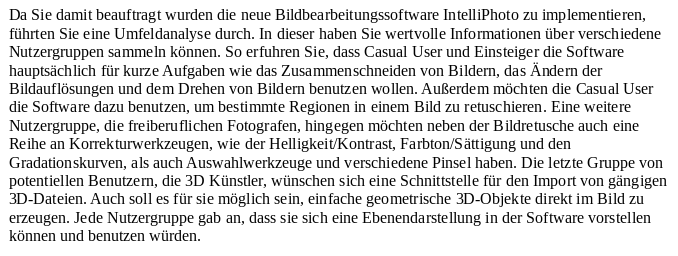 Da Sie damit beauftragt wurden die neue Bildbearbeitungssoftware IntelliPhoto zu implementieren,
führten Sie eine Umfeldanalyse durch. In dieser haben Sie wertvolle Informationen über verschiedene
Nutzergruppen sammeln können. So erfuhren Sie, dass Casual User und Einsteiger die Software
hauptsächlich für kurze Aufgaben wie das Zusammenschneiden von Bildern, das Ändern der
Bildauflösungen und dem Drehen von Bildern benutzen wollen. Außerdem möchten die Casual User
die Software dazu benutzen, um bestimmte Regionen in einem Bild zu retuschieren. Eine weitere
Nutzergruppe, die freiberuflichen Fotografen, hingegen möchten neben der Bildretusche auch eine
Reihe an Korrekturwerkzeugen, wie der Helligkeit/Kontrast, Farbton/Sättigung und den
Gradationskurven, als auch Auswahlwerkzeuge und verschiedene Pinsel haben. Die letzte Gruppe von
potentiellen Benutzern, die 3D Künstler, wünschen sich eine Schnittstelle für den Import von gängigen
3D-Dateien. Auch soll es für sie möglich sein, einfache geometrische 3D-Objekte direkt im Bild zu
erzeugen. Jede Nutzergruppe gab an, dass sie sich eine Ebenendarstellung in der Software vorstellen
können und benutzen würden.